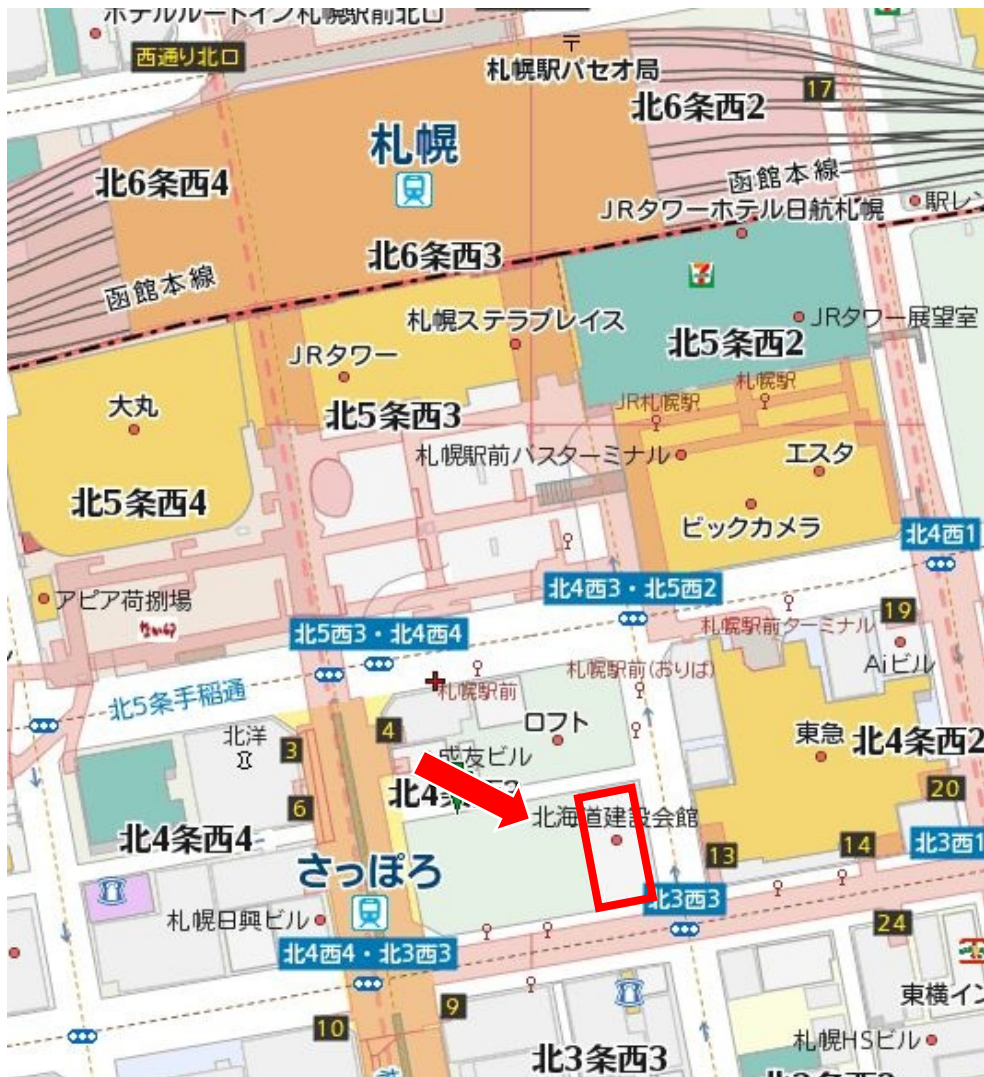 ホテルルートイン札幌駅前北口
西通り北口
札幌駅パセオ局
17
北6条西2
札幌
北6条西4
函館本線
JRタワーホテル日航札幌
駅レン
北6条西3
函館本線
札幌ステラプレイス
JRタワー展望室
JRタワー
北5条西2
大丸
北5条西3
JR札幌駅
札幌駅
札幌駅前バスターミナル
エスタ
北5条西4
ビックカメラ
北4西1
アピア荷捌場
北4西3・北5西2
19
北5西3・北4西4
札幌駅前ターミナル
Aiビル
札幌駅前
札幌駅前(おりば)
北5条手稲通
北洋
3
4
ロフト
東急
北4条西2
盛友ビル
6
北4
20
北海道建設会館
北4条西4
さっぽろ
13
14
北3西1
北3西3
札幌日興ビル
24
北4西4・北3西3
東横イン
9
10
札幌HSビル
北3条西3